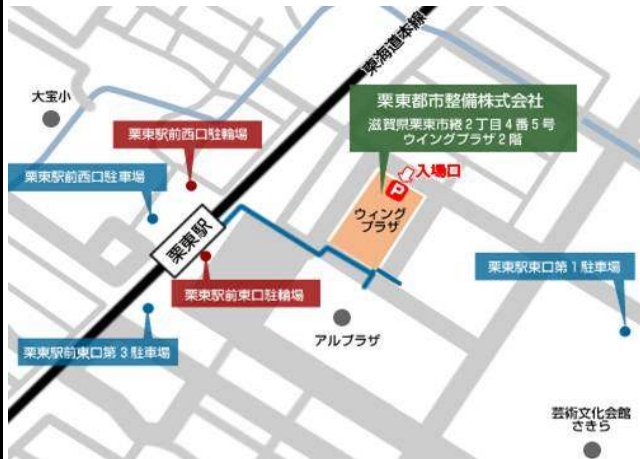 東海道本線
大宝小
栗東都市整備株式会社
滋賀県栗東市綣2丁目4番5号
ウイングプラザ2階
栗東駅前西口駐輪場
入場口
P
栗東駅前西口駐車場
ウィング
プラザ
栗東駅
栗東駅東口第1駐車場
栗東駅前東口駐輪場
アルプラザ
栗東駅前東口第3駐車場
芸術文化会館
さきら